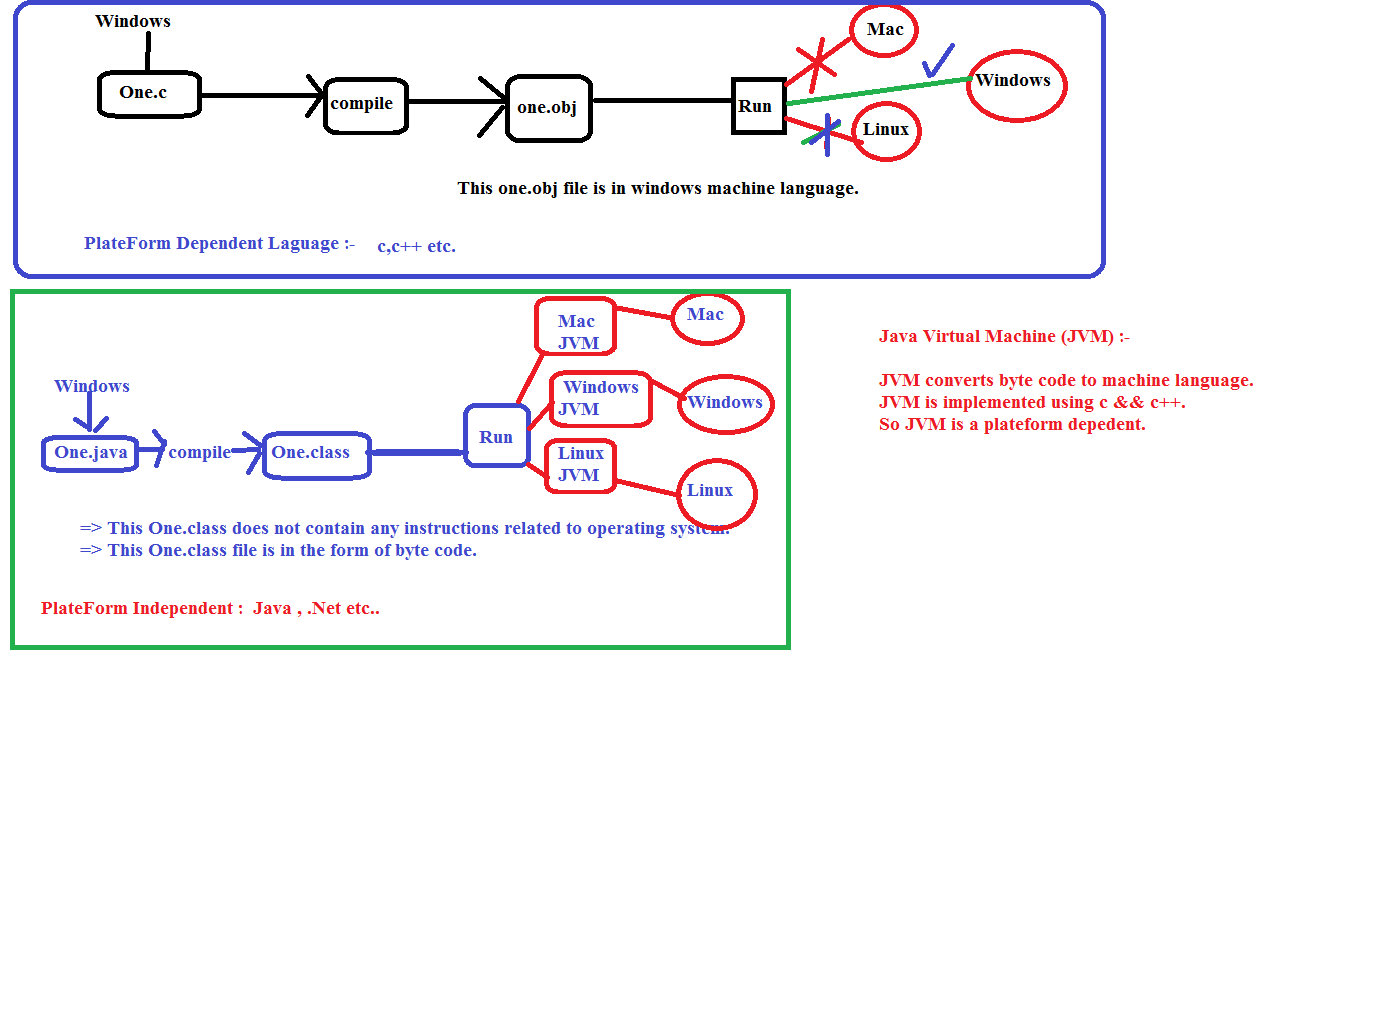 Windows
One.c
compile
one.obj
Run
Mac
Windows
Linux
This one.obj file is in windows machine language.
PlateForm Dependent Laguage :- c,c++ etc.
Windows
One.java
compile
One.class
Run
Mac
JVM
Mac
Windows
JVM
Windows
Linux
JVM
Linux
=> This One.class does not contain any instructions related to operating system.
=> This One.class file is in the form of byte code.
PlateForm Independent : Java , .Net etc..
Java Virtual Machine (JVM) :-
JVM converts byte code to machine language.
JVM is implemented using c && c++.
So JVM is a plateform depedent.